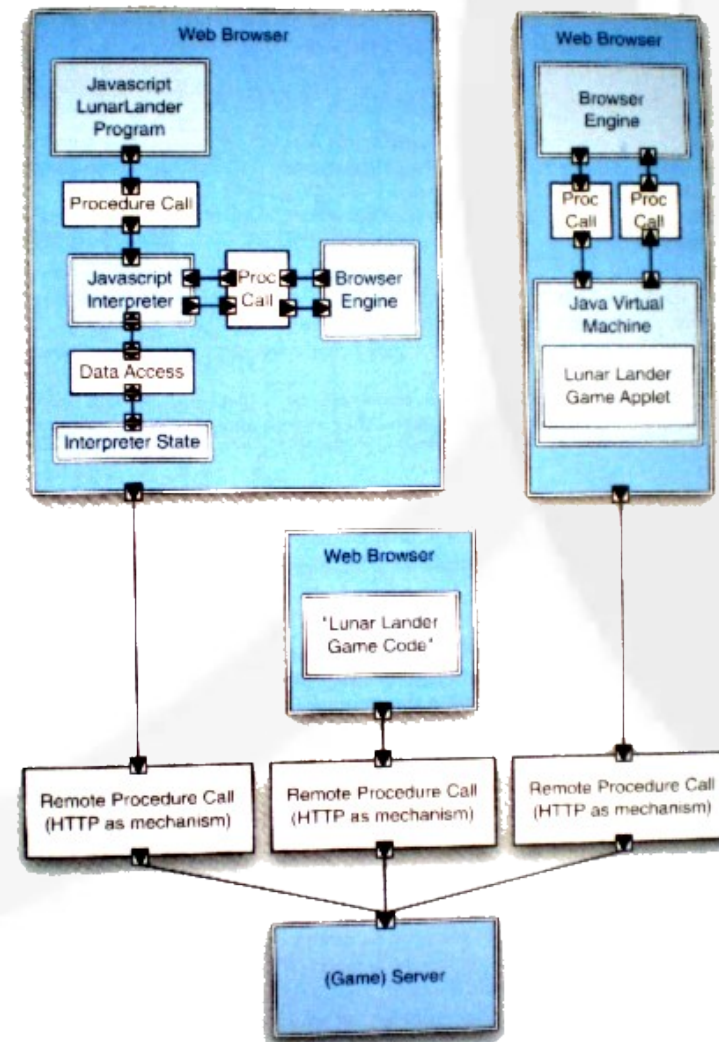 Web Browser
Javascript
LunarLander
Program
Procedure Call
Javascript
Interpreter
Proc
Call
Browser
Engine
Data Access
Interpreter State
Web Browser
Browser
Engine
Proc
Call
Proc
Call
Java Virtual
Machine
Lunar Lander
Game Applet
Web Browser
"Lunar Lander
Game Code"
Remote Procedure Call
(HTTP as mechanism)
Remote Procedure Call
(HTTP as mechanism)
Remote Procedure Call
(HTTP as mechanism)
(Game) Server